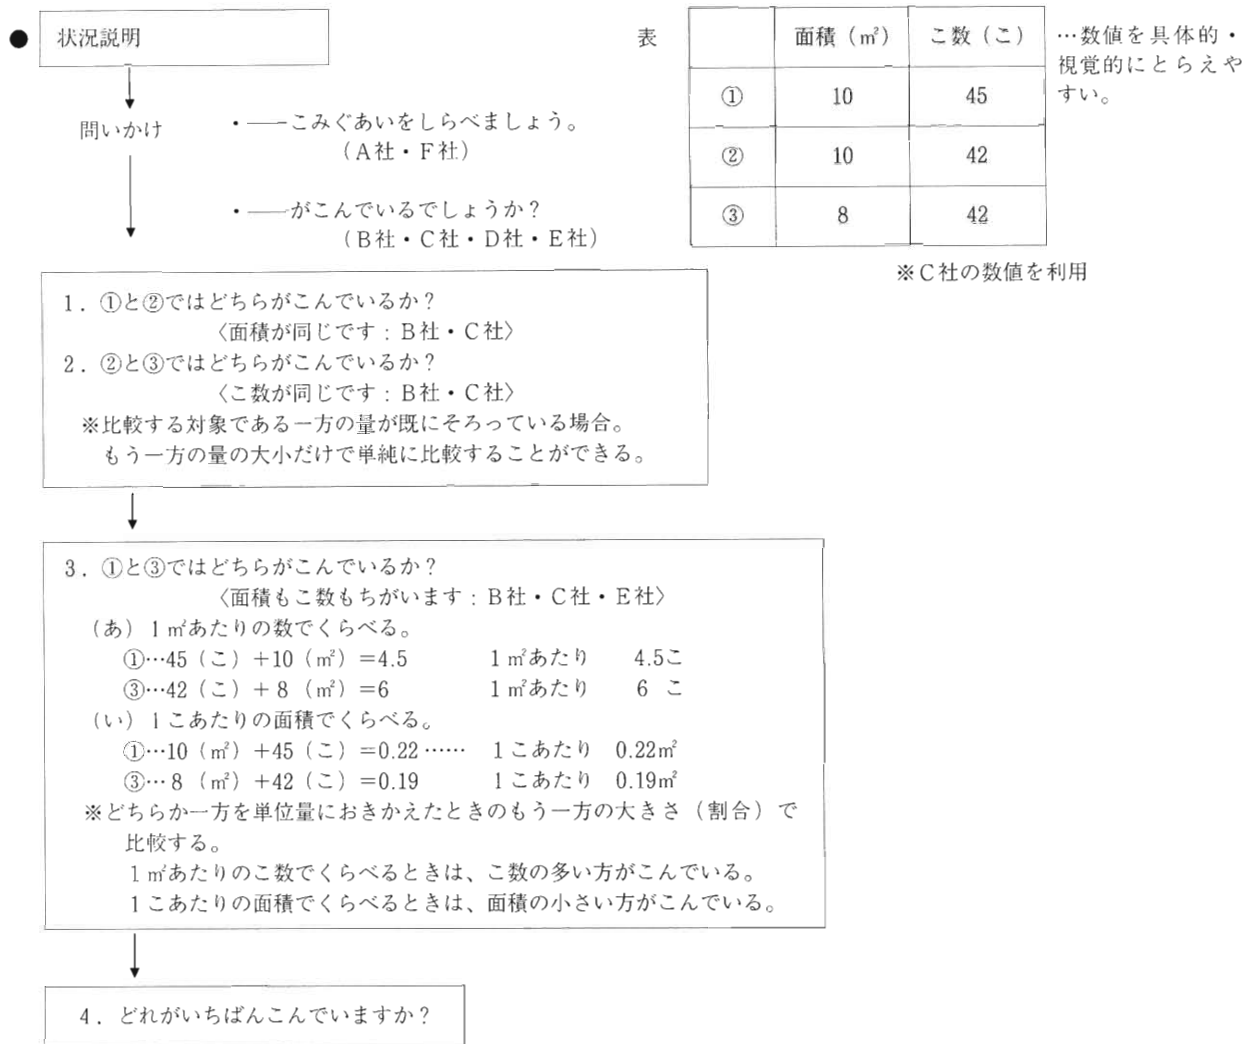 ● 状況説明
問いかけ
・――こみぐあいをしらべましょう。
（A社・F社）
・――がこんでいるでしょうか？
（B社・C社・D社・E社）
表
面積（㎡） こ数（こ）
① 10 45
② 10 42
③ 8 42
…数値を具体的・
視覚的にとらえや
すい。
※C社の数値を利用
1．①と②ではどちらがこんでいるか？
〈面積が同じです：B社・C社〉
2．②と③ではどちらがこんでいるか？
〈こ数が同じです：B社・C社〉
※比較する対象である一方の量が既にそろっている場合。
もう一方の量の大小だけで単純に比較することができる。
3．①と③ではどちらがこんでいるか？
〈面積もこ数もちがいます：B社・C社・E社〉
（あ）1㎡あたりの数でくらべる。
①…45（こ）+10（㎡）=4.5 1㎡あたり 4.5こ
③…42（こ）+8（㎡）=6 1㎡あたり 6 こ
（い）1こあたりの面積でくらべる。
①…10（㎡）+45（こ）=0.22…… 1こあたり 0.22㎡
③…8（㎡）+42（こ）=0.19 1こあたり 0.19㎡
※どちらか一方を単位量におきかえたときのもう一方の大きさ（割合）で
比較する。
1㎡あたりのこ数でくらべるときは、こ数の多い方がこんでいる。
1こあたりの面積でくらべるときは、面積の小さい方がこんでいる。
4．どれがいちばんこんでいますか？